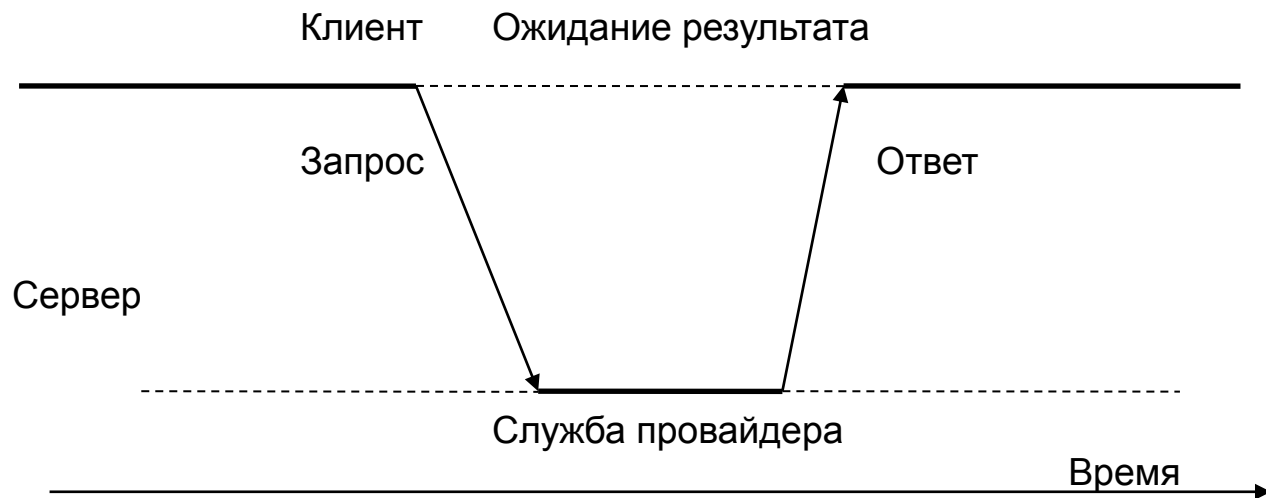 Клиент Ожидание результата
Запрос Ответ
Сервер
Служба провайдера
Время